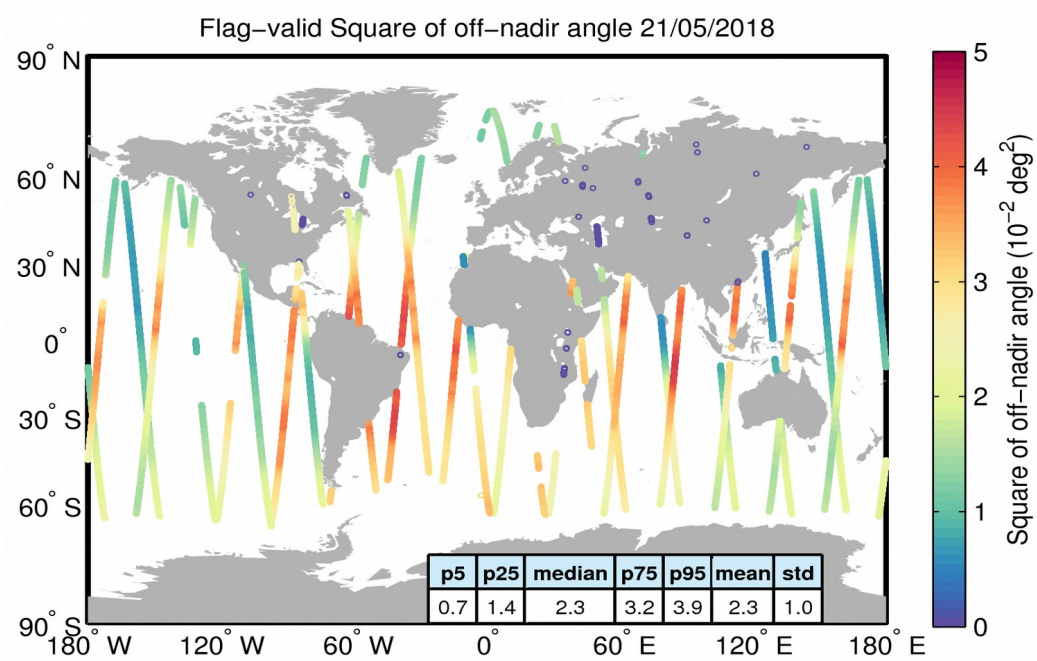 Flag−valid Square of off−nadir angle 21/05/2018
90° N
60° N
30° N
0°
30° S
60° S
90° S
180° W
120° W
60° W
0°
60° E
120° E
180° E
p5 p25 median p75 p95 mean std
0.7 1.4 2.3 3.2 3.9 2.3 1.0
5
4
3
2
1
0
Square of off−nadir angle (10⁻² deg²)